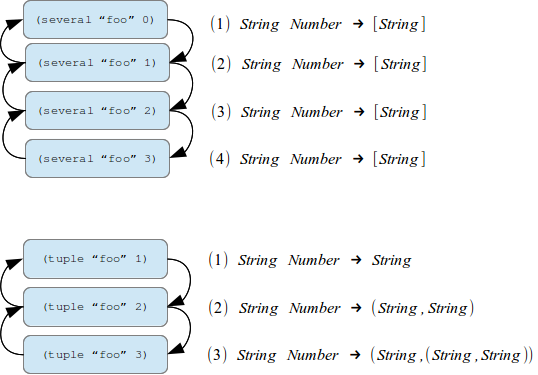 (several “foo” 0) (1) String Number → [String]
(several “foo” 1) (2) String Number → [String]
(several “foo” 2) (3) String Number → [String]
(several “foo” 3) (4) String Number → [String]
(tuple “foo” 1) (1) String Number → String
(tuple “foo” 2) (2) String Number → (String,String)
(tuple “foo” 3) (3) String Number → (String,(String,String))